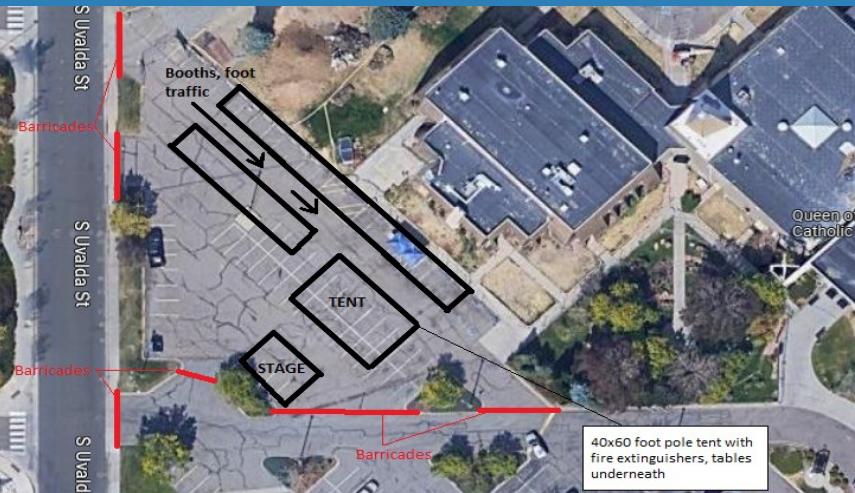 S Uvalda St
Booths, foot
traffic
Barricades
Queen of
Catholic
S Uvalda St
TENT
STAGE
Barricades
S Uvald
Barricades
40x60 foot pole tent with
fire extinguishers, tables
underneath